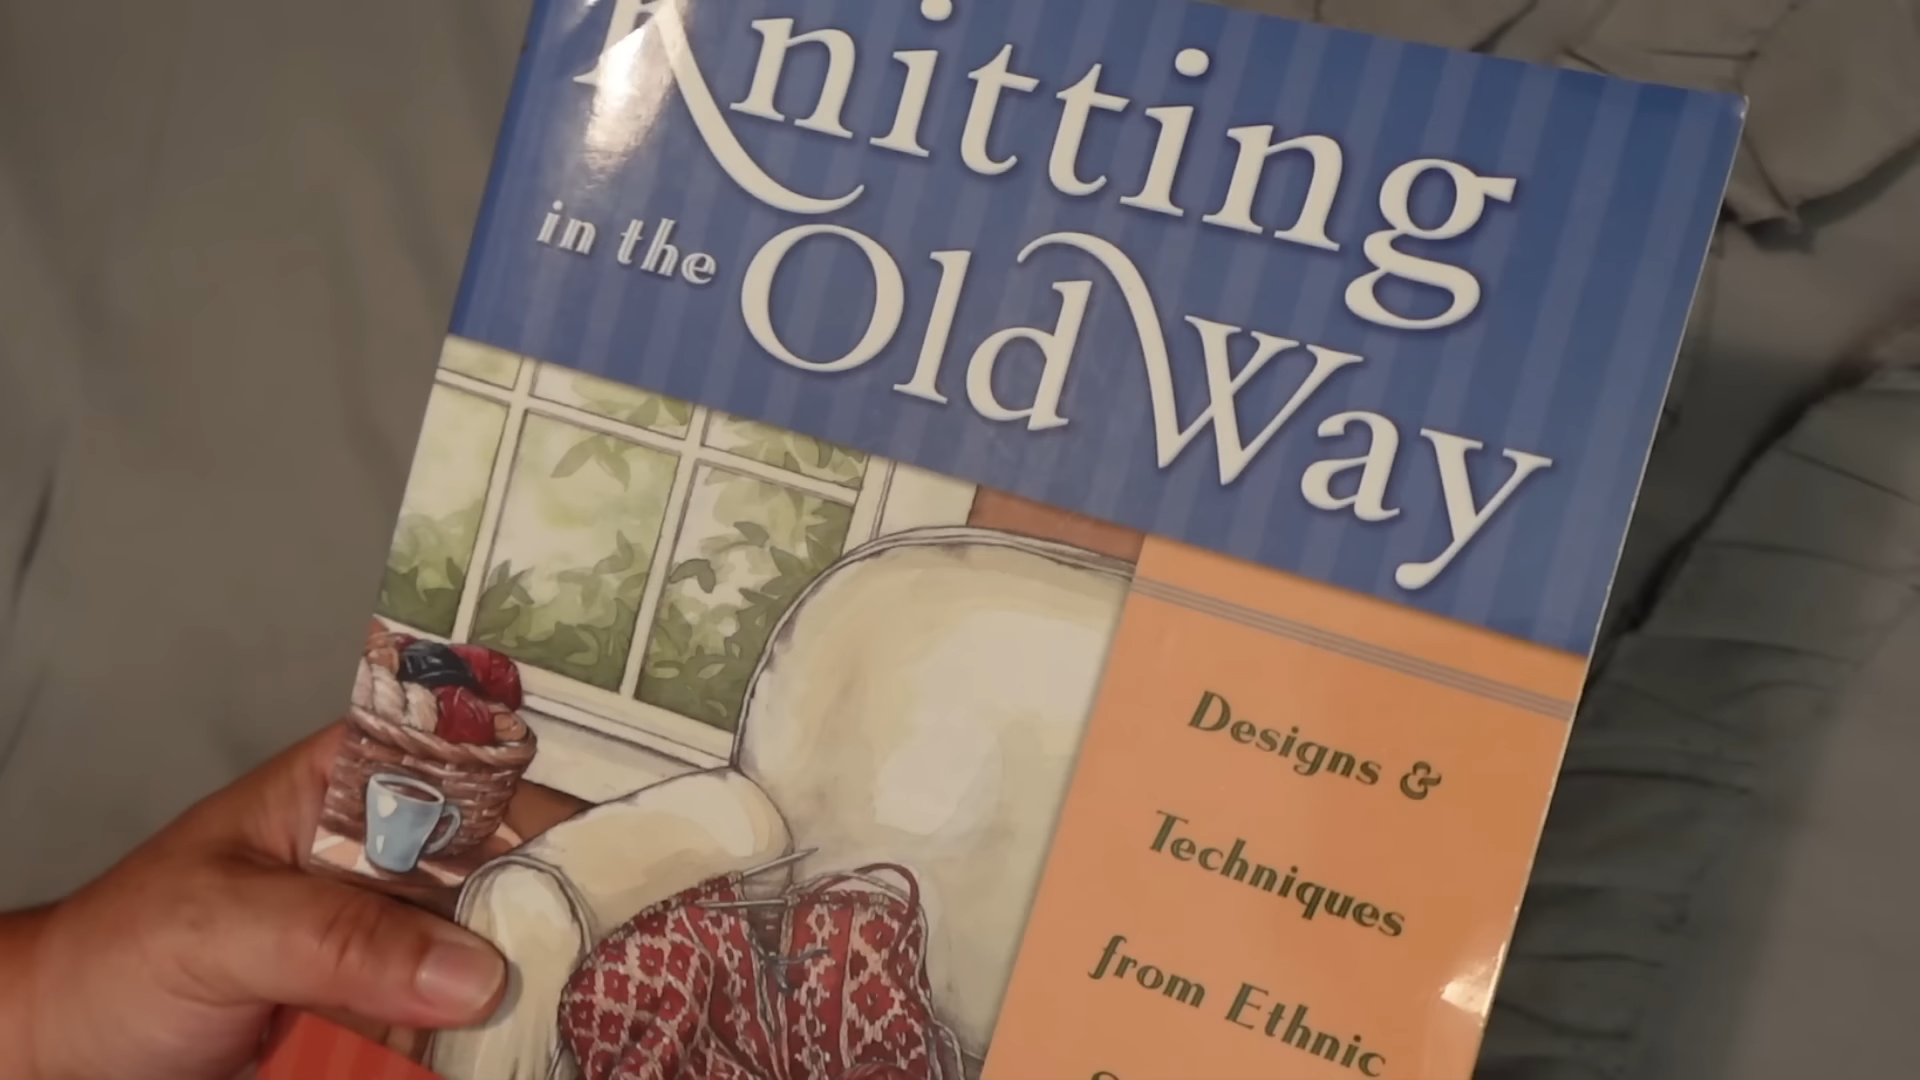 Knitting
in the Old Way
Designs &
Techniques
from Ethnic